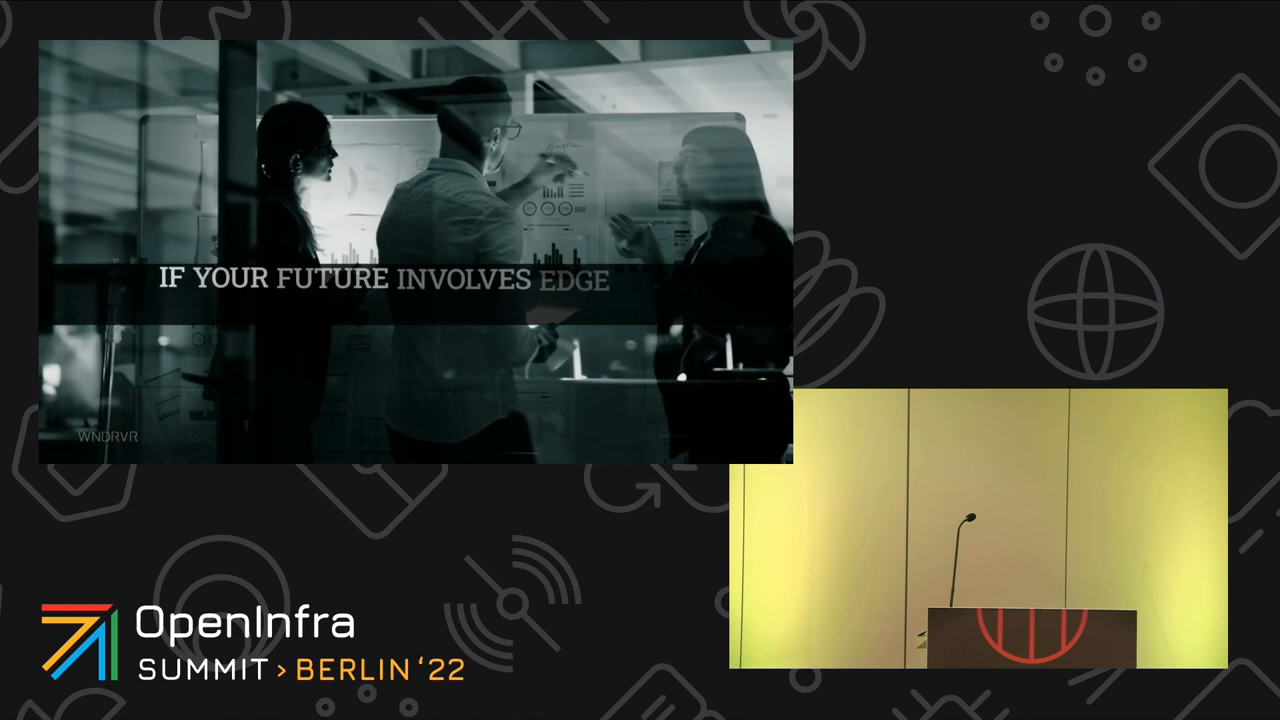 IF YOUR FUTURE INVOLVES EDGE
WNDRVR
OpenInfra
SUMMIT > BERLIN '22